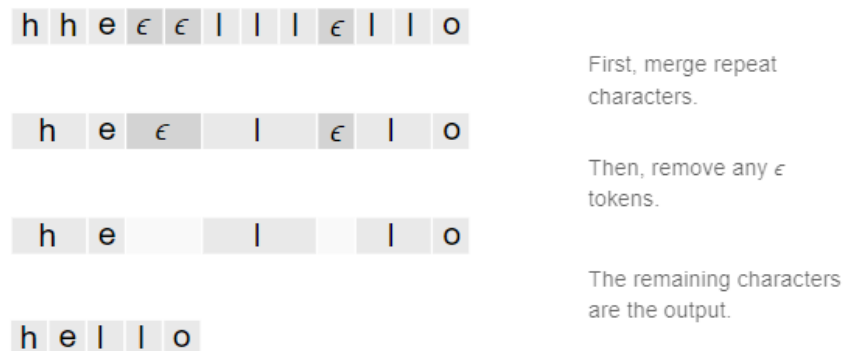 h h e ϵ ϵ l l l ϵ l l o
First, merge repeat
characters.
h e ϵ l ϵ l o
Then, remove any ϵ
tokens.
h e l l o
The remaining characters
are the output.
h e l l o